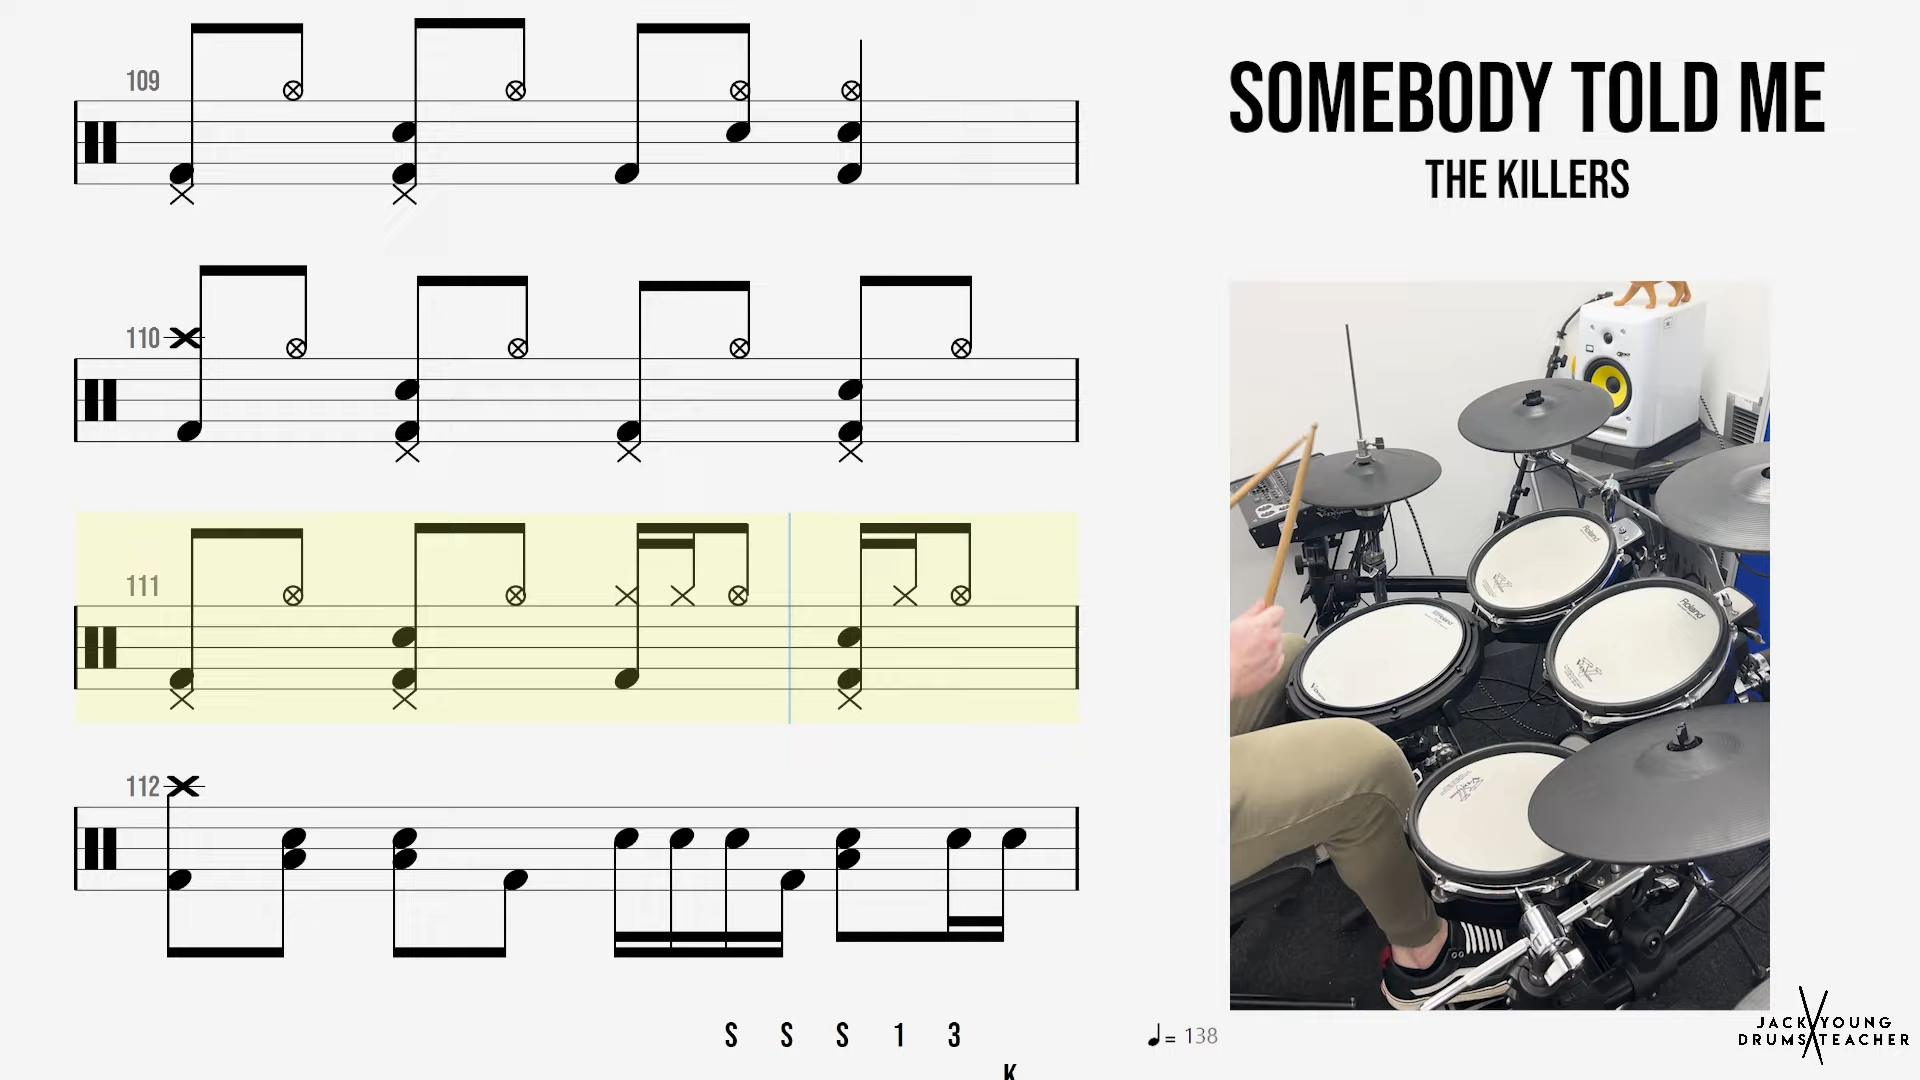 SOMEBODY TOLD ME
THE KILLERS
109
110
111
112
S S S 1 3
K
= 138
JACK YOUNG
DRUMS TEACHER